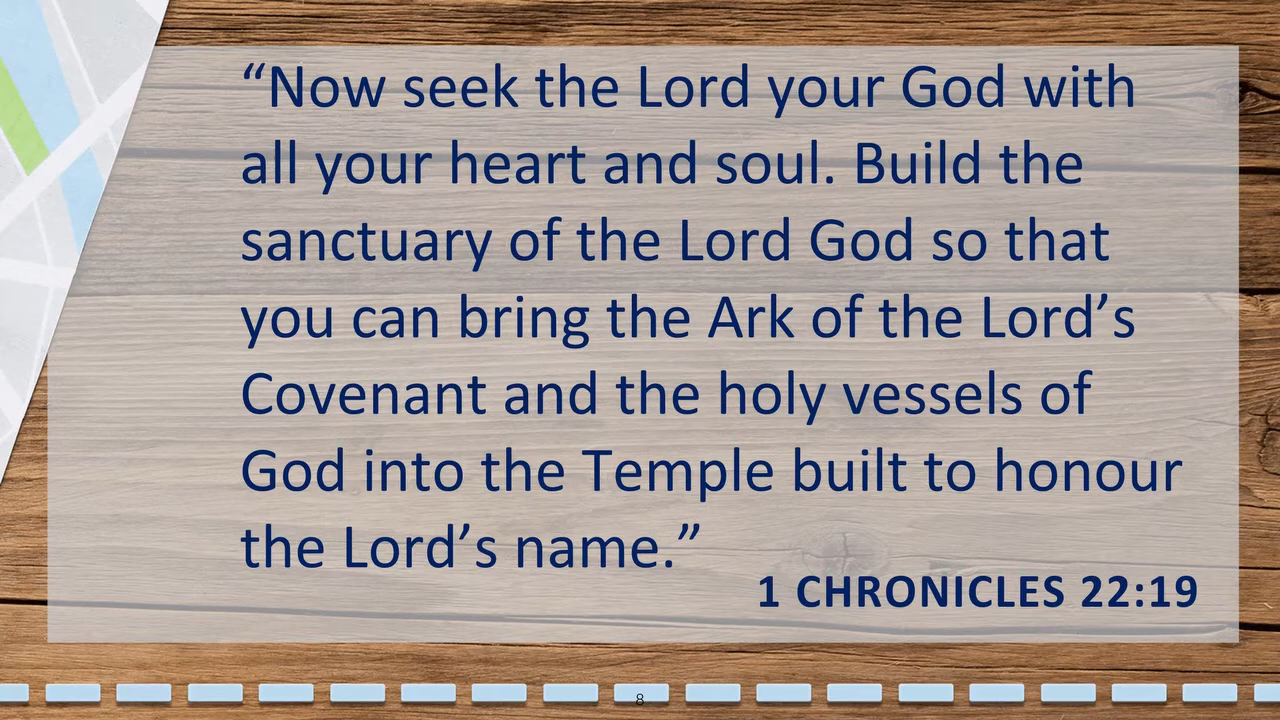 “Now seek the Lord your God with
all your heart and soul. Build the
sanctuary of the Lord God so that
you can bring the Ark of the Lord’s
Covenant and the holy vessels of
God into the Temple built to honour
the Lord’s name.”
1 CHRONICLES 22:19
8